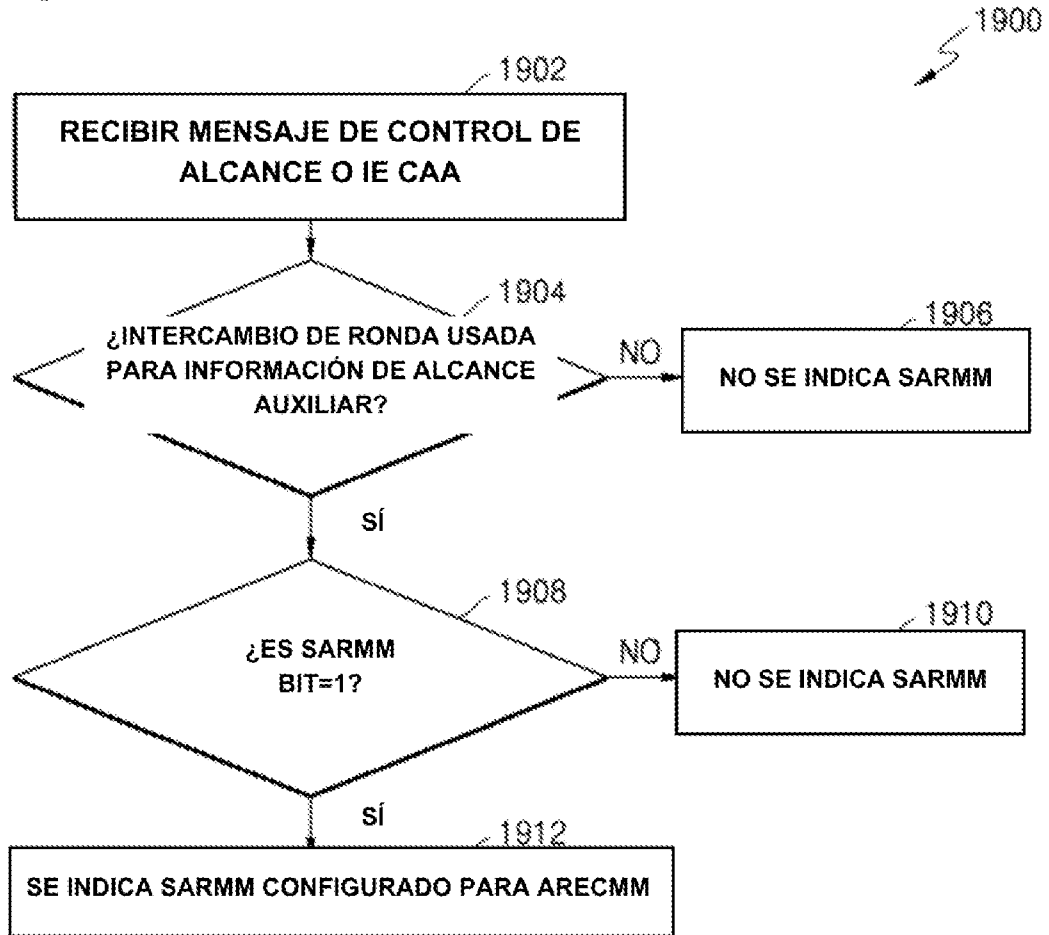 1900
1902
RECIBIR MENSAJE DE CONTROL DE
ALCANCE O IE CAA
1904
¿INTERCAMBIO DE RONDA USADA
PARA INFORMACIÓN DE ALCANCE
AUXILIAR?
NO
1906
NO SE INDICA SARMM
SÍ
1908
¿ES SARMM
BIT=1?
NO
1910
NO SE INDICA SARMM
SÍ
1912
SE INDICA SARMM CONFIGURADO PARA ARECMM